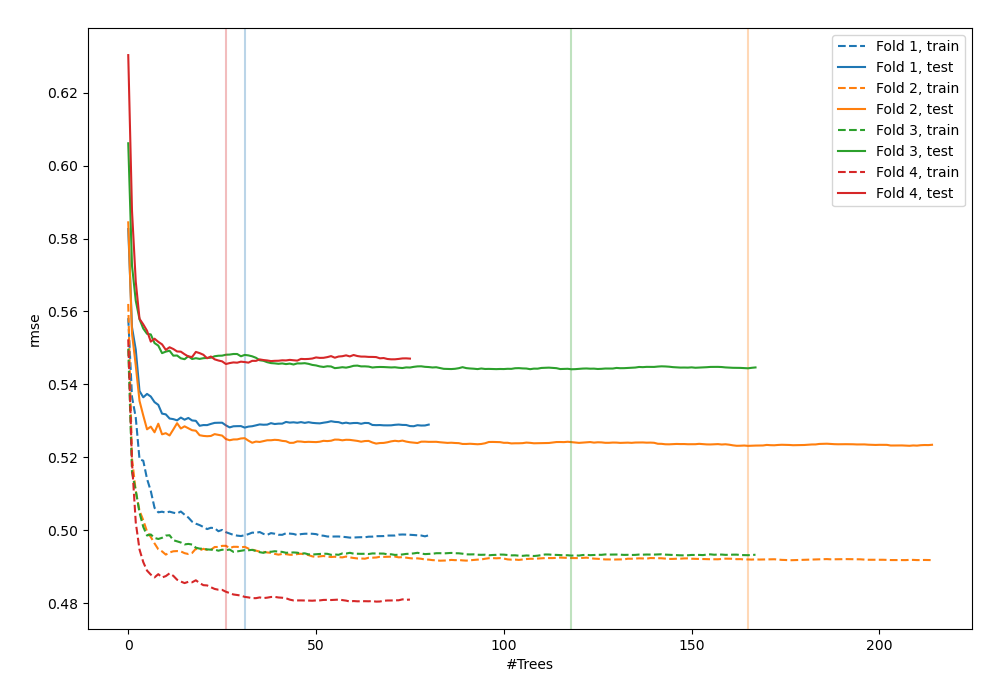 Fold 1, train
Fold 1, test
Fold 2, train
Fold 2, test
Fold 3, train
Fold 3, test
Fold 4, train
Fold 4, test
rmse
0.62
0.60
0.58
0.56
0.54
0.52
0.50
0.48
0 50 100 150 200
#Trees